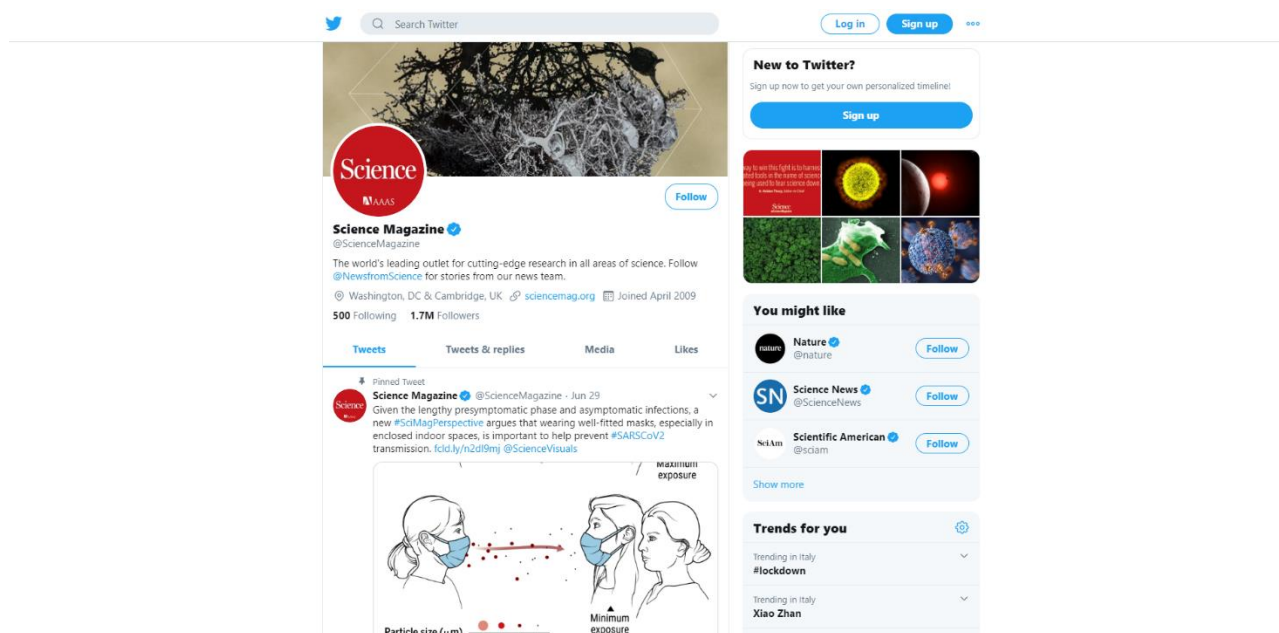 Search Twitter
Log in
Sign up
Science
AAAS
Follow
Science Magazine
@ScienceMagazine
The world's leading outlet for cutting-edge research in all areas of science. Follow
@NewsfromScience for stories from our news team.
Washington, DC & Cambridge, UK sciencemag.org Joined April 2009
500 Following 1.7M Followers
Tweets Tweets & replies Media Likes
Pinned Tweet
Science Magazine @ScienceMagazine · Jun 29
Given the lengthy presymptomatic phase and asymptomatic infections, a
new #SciMagPerspective argues that wearing well-fitted masks, especially in
enclosed indoor spaces, is important to help prevent #SARSCoV2
transmission. fcld.ly/n2dl9mj @ScienceVisuals
Maximum
exposure
Minimum
exposure
Particle size (μm)
New to Twitter?
Sign up now to get your own personalized timeline!
Sign up
Science
You might like
nature
Nature
@nature
Follow
SN
Science News
@ScienceNews
Follow
SciAm
Scientific American
@sciam
Follow
Show more
Trends for you
Trending in Italy
#lockdown
Trending in Italy
Xiao Zhan